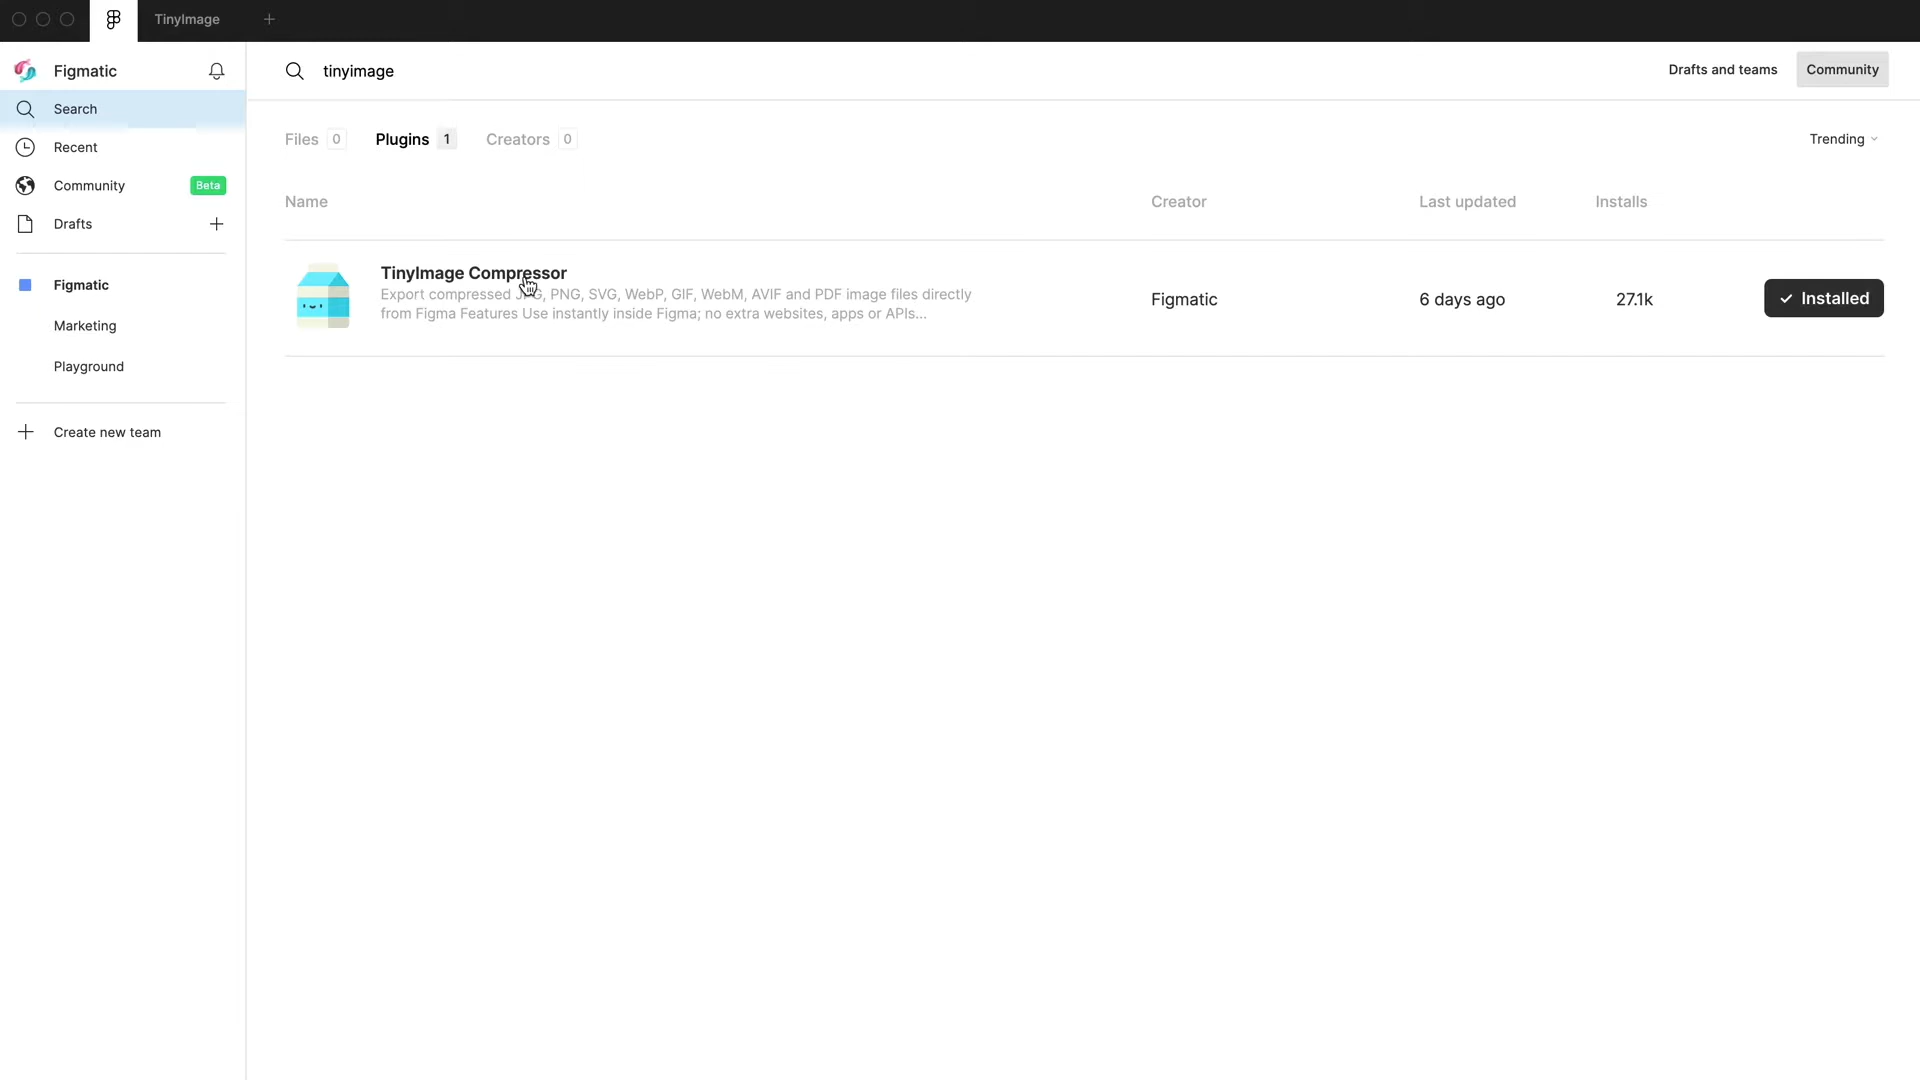 TinyImage
Figmatic
Search
Recent
Community Beta
Drafts
Figmatic
Marketing
Playground
Create new team
tinyimage
Drafts and teams
Community
Files 0
Plugins 1
Creators 0
Trending
Name
Creator
Last updated
Installs
TinyImage Compressor
Export compressed JPG, PNG, SVG, WebP, GIF, WebM, AVIF and PDF image files directly
from Figma Features Use instantly inside Figma; no extra websites, apps or APIs...
Figmatic
6 days ago
27.1k
Installed